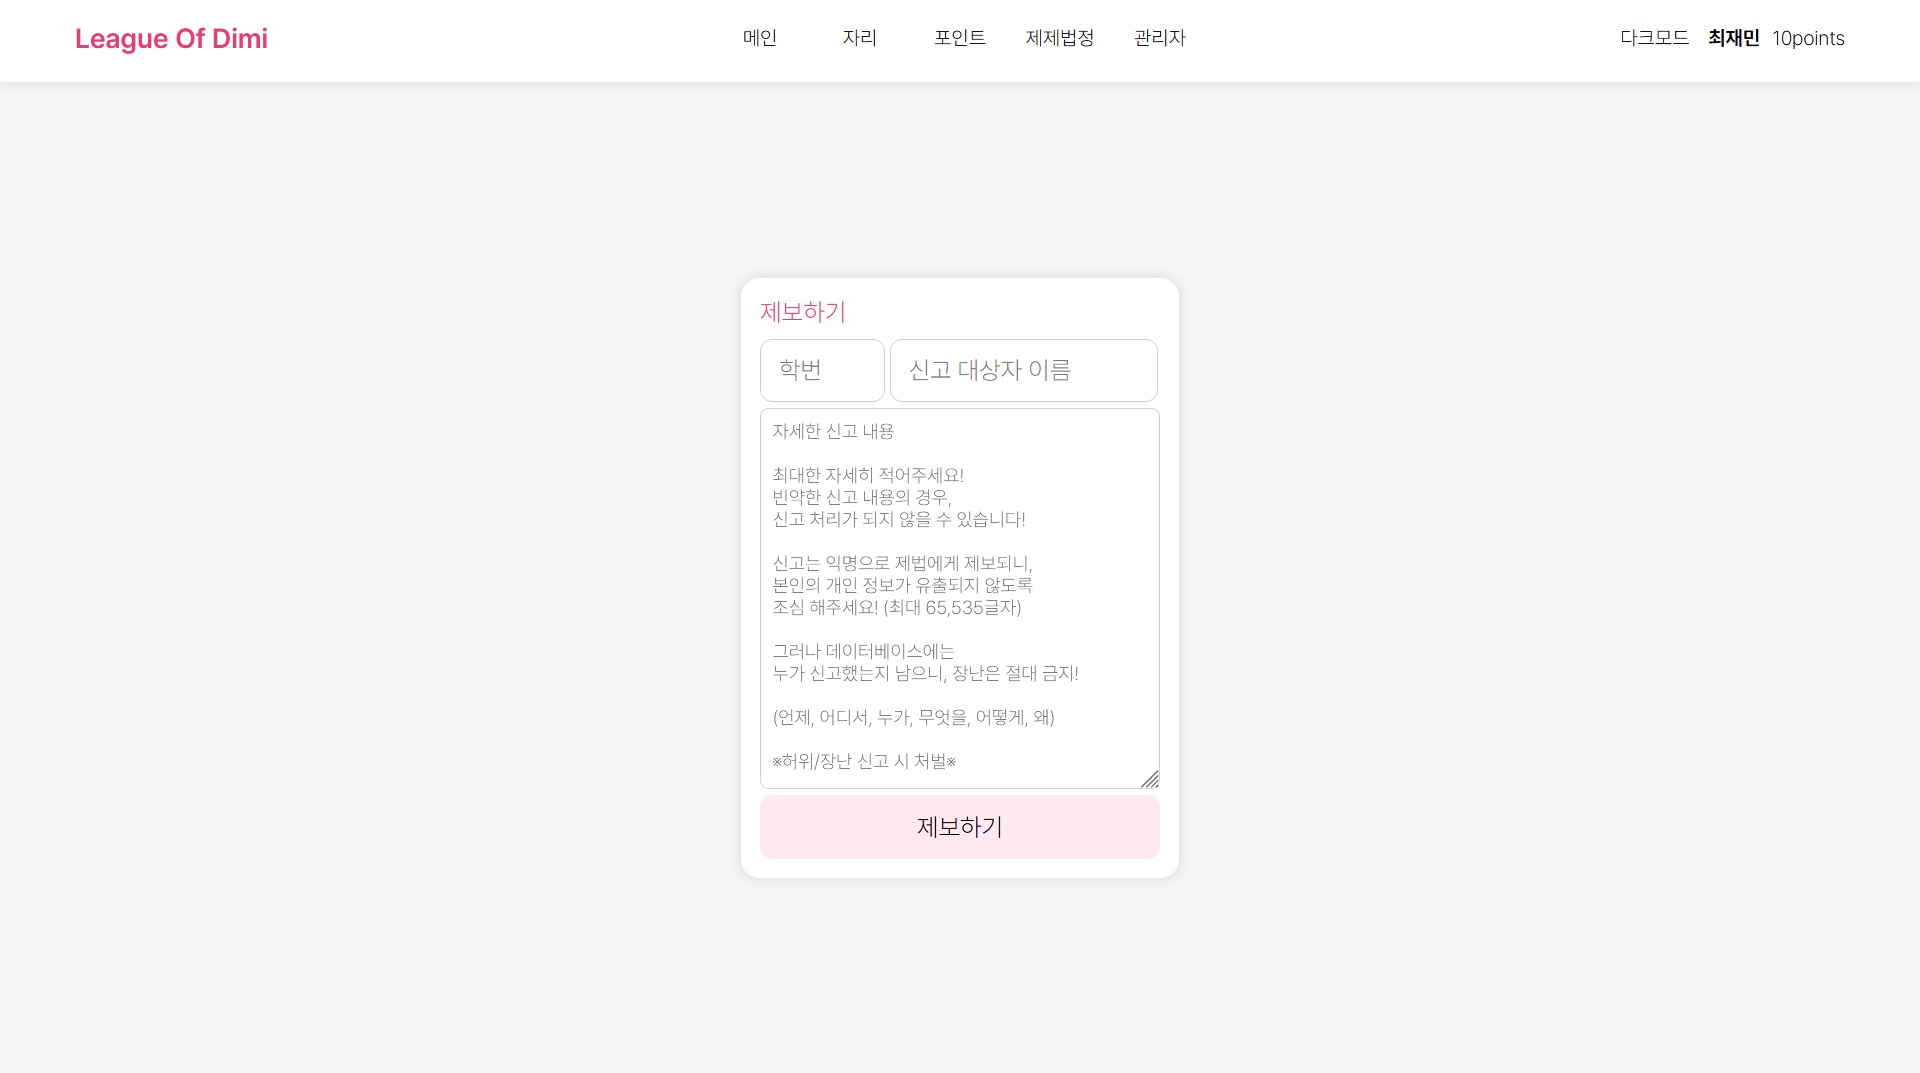 League Of Dimi
메인 자리 포인트 제제법정 관리자
다크모드 최재민 10points
제보하기
학번 신고 대상자 이름
자세한 신고 내용
최대한 자세히 적어주세요!
빈약한 신고 내용의 경우,
신고 처리가 되지 않을 수 있습니다!
신고는 익명으로 제법에게 제보되니,
본인의 개인 정보가 유출되지 않도록
조심 해주세요! (최대 65,535글자)
그러나 데이터베이스에는
누가 신고했는지 남으니, 장난은 절대 금지!
(언제, 어디서, 누가, 무엇을, 어떻게, 왜)
※허위/장난 신고 시 처벌※
제보하기